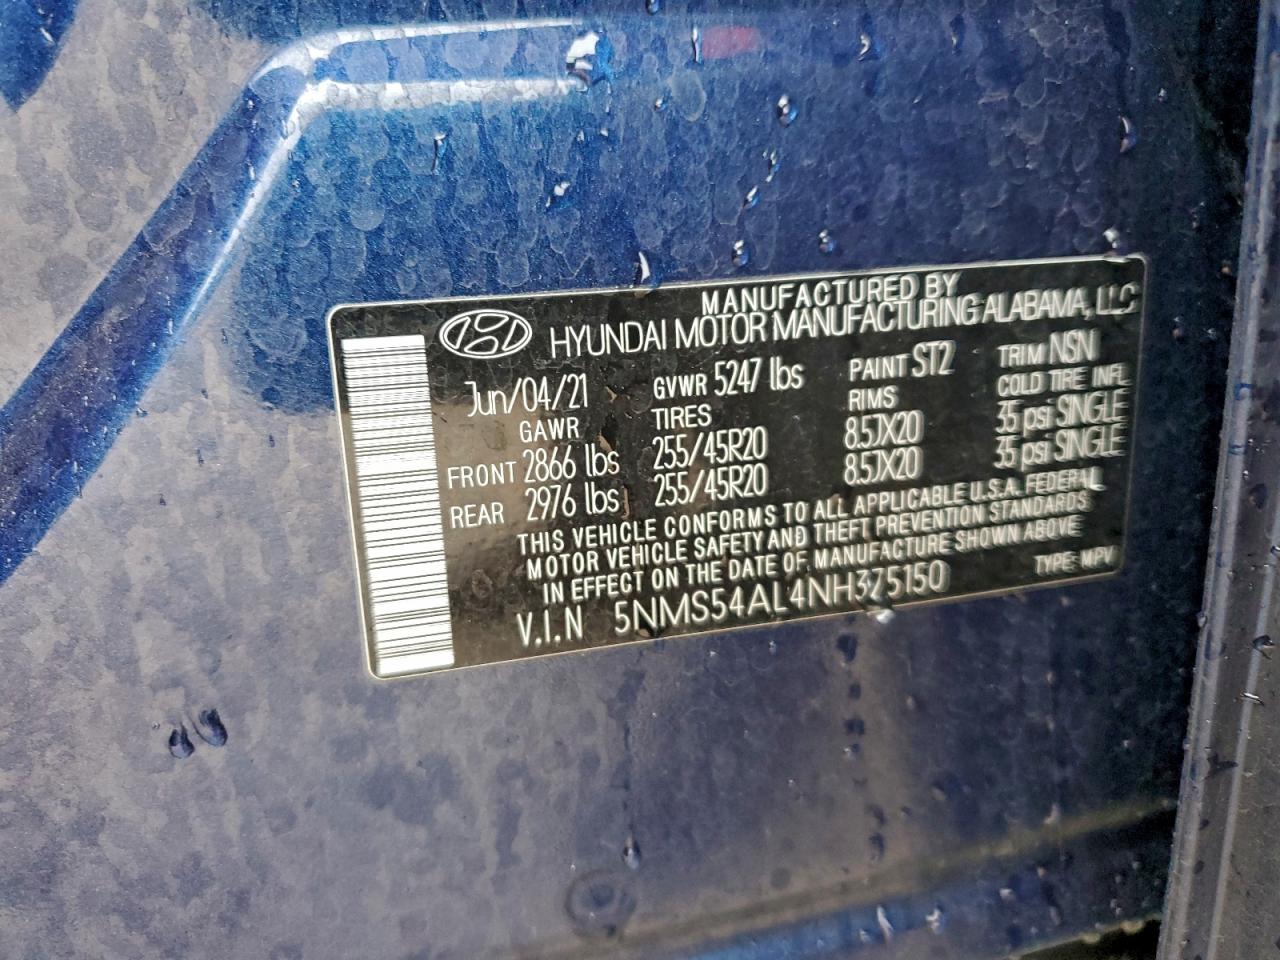 MANUFACTURED BY
HYUNDAI MOTOR MANUFACTURING ALABAMA, LLC
Jun/04/21 GVWR 5247 lbs PAINT ST2 TRIM NSN
GAWR TIRES RIMS COLD TIRE INFL
FRONT 2866 lbs 255/45R20 8.5JX20 35 psi SINGLE
REAR 2976 lbs 255/45R20 8.5JX20 35 psi SINGLE
THIS VEHICLE CONFORMS TO ALL APPLICABLE U.S.A. FEDERAL
MOTOR VEHICLE SAFETY AND THEFT PREVENTION STANDARDS
IN EFFECT ON THE DATE OF MANUFACTURE SHOWN ABOVE
V.I.N 5NMS54AL4NH375150 TYPE: MPV